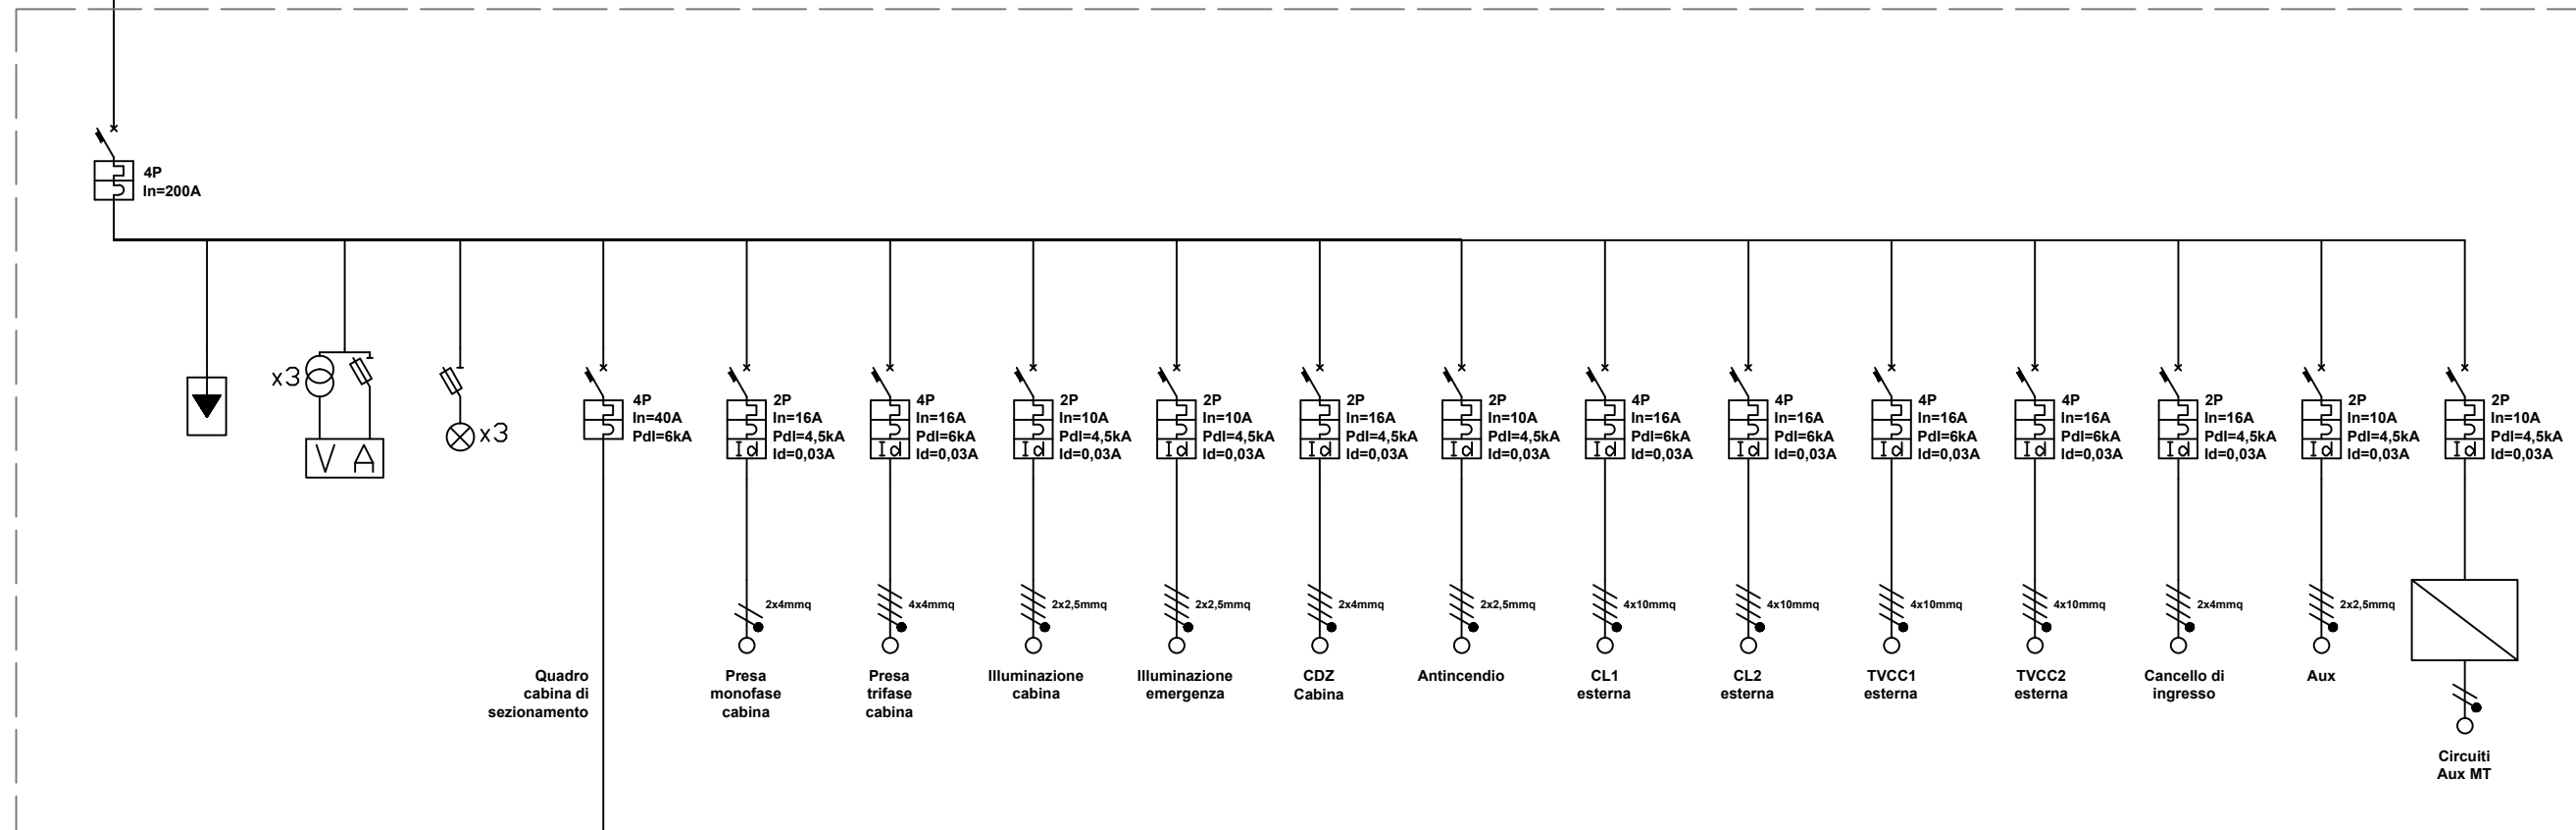 4P
In=200A
x3
V A
x3
4P
In=40A
PdI=6kA
Quadro
cabina di
sezionamento
2P
In=16A
PdI=4,5kA
Id=0,03A
Id
2x4mmq
Presa
monofase
cabina
4P
In=16A
PdI=6kA
Id=0,03A
Id
4x4mmq
Presa
trifase
cabina
2P
In=10A
PdI=4,5kA
Id=0,03A
Id
2x2,5mmq
Illuminazione
cabina
2P
In=10A
PdI=4,5kA
Id=0,03A
Id
2x2,5mmq
Illuminazione
emergenza
2P
In=16A
PdI=4,5kA
Id=0,03A
Id
2x4mmq
CDZ
Cabina
2P
In=10A
PdI=4,5kA
Id=0,03A
Id
2x2,5mmq
Antincendio
4P
In=16A
PdI=6kA
Id=0,03A
Id
4x10mmq
CL1
esterna
4P
In=16A
PdI=6kA
Id=0,03A
Id
4x10mmq
CL2
esterna
4P
In=16A
PdI=6kA
Id=0,03A
Id
4x10mmq
TVCC1
esterna
4P
In=16A
PdI=6kA
Id=0,03A
Id
4x10mmq
TVCC2
esterna
2P
In=16A
PdI=4,5kA
Id=0,03A
Id
2x4mmq
Cancello di
ingresso
2P
In=10A
PdI=4,5kA
Id=0,03A
Id
2x2,5mmq
Aux
2P
In=10A
PdI=4,5kA
Id=0,03A
Id
Circuiti
Aux MT